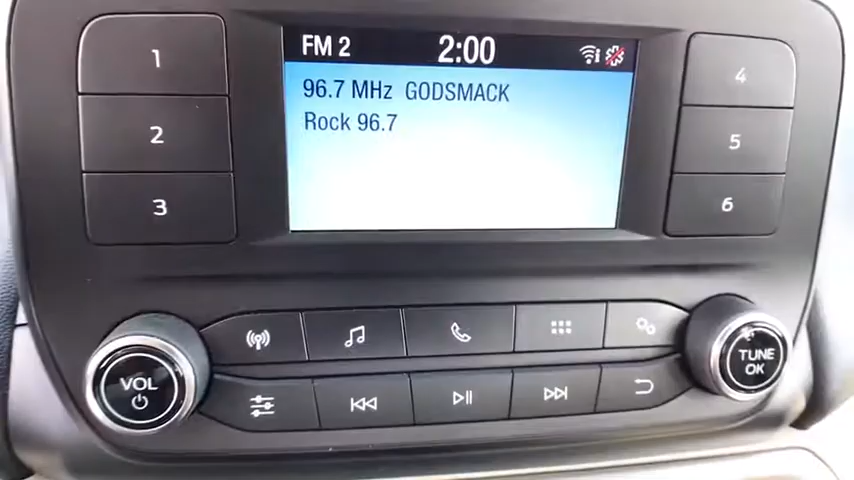 FM 2 2:00
96.7 MHz GODSMACK
Rock 96.7
1
2
3
4
5
6
VOL
TUNE
OK